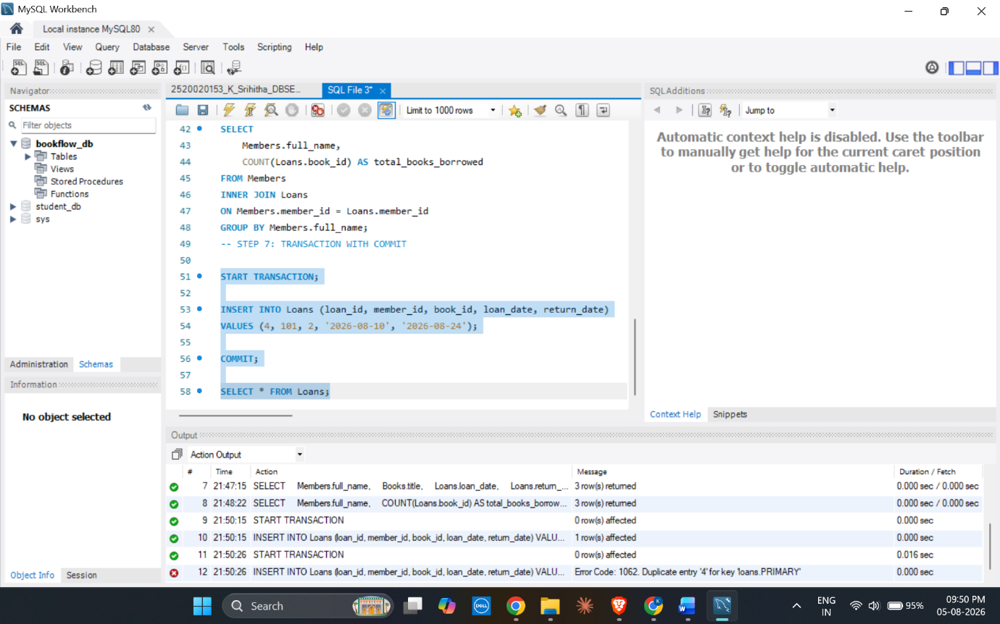 MySQL Workbench
Local instance MySQL80
File Edit View Query Database Server Tools Scripting Help
Navigator
SCHEMAS
Filter objects
bookflow_db
Tables
Views
Stored Procedures
Functions
student_db
sys
Administration Schemas
Information
No object selected
Object Info Session
2520020153_K_Srihitha_DBSE... SQL File 3*
Limit to 1000 rows
42 SELECT
43 Members.full_name,
44 COUNT(Loans.book_id) AS total_books_borrowed
45 FROM Members
46 INNER JOIN Loans
47 ON Members.member_id = Loans.member_id
48 GROUP BY Members.full_name;
49 -- STEP 7: TRANSACTION WITH COMMIT
50
51 START TRANSACTION;
52
53 INSERT INTO Loans (loan_id, member_id, book_id, loan_date, return_date)
54 VALUES (4, 101, 2, '2026-08-10', '2026-08-24');
55
56 COMMIT;
57
58 SELECT * FROM Loans;
SQLAdditions
Jump to
Automatic context help is disabled. Use the toolbar
to manually get help for the current caret position
or to toggle automatic help.
Context Help Snippets
Output
Action Output
# Time Action Message Duration / Fetch
7 21:47:15 SELECT Members.full_name, Books.title, Loans.loan_date, Loans.return_... 3 row(s) returned 0.000 sec / 0.000 sec
8 21:48:22 SELECT Members.full_name, COUNT(Loans.book_id) AS total_books_borrow... 3 row(s) returned 0.000 sec / 0.000 sec
9 21:50:15 START TRANSACTION 0 row(s) affected 0.000 sec
10 21:50:15 INSERT INTO Loans (loan_id, member_id, book_id, loan_date, return_date) VALU... 1 row(s) affected 0.000 sec
11 21:50:26 START TRANSACTION 0 row(s) affected 0.016 sec
12 21:50:26 INSERT INTO Loans (loan_id, member_id, book_id, loan_date, return_date) VALU... Error Code: 1062. Duplicate entry '4' for key 'loans.PRIMARY' 0.000 sec
Search
DELL
ENG
IN
95%
09:50 PM
05-08-2026